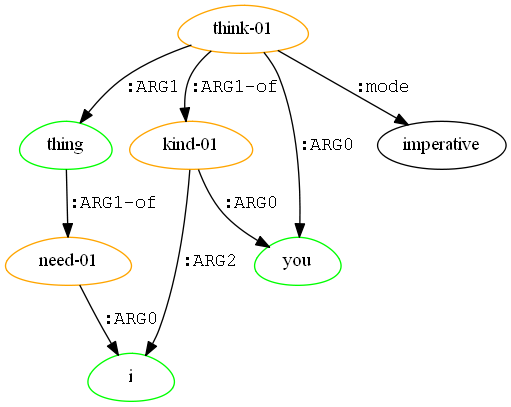 think-01
:ARG1 :ARG1-of :mode
thing kind-01 :ARG0 imperative
:ARG1-of :ARG0
need-01 :ARG2 you
:ARG0
i